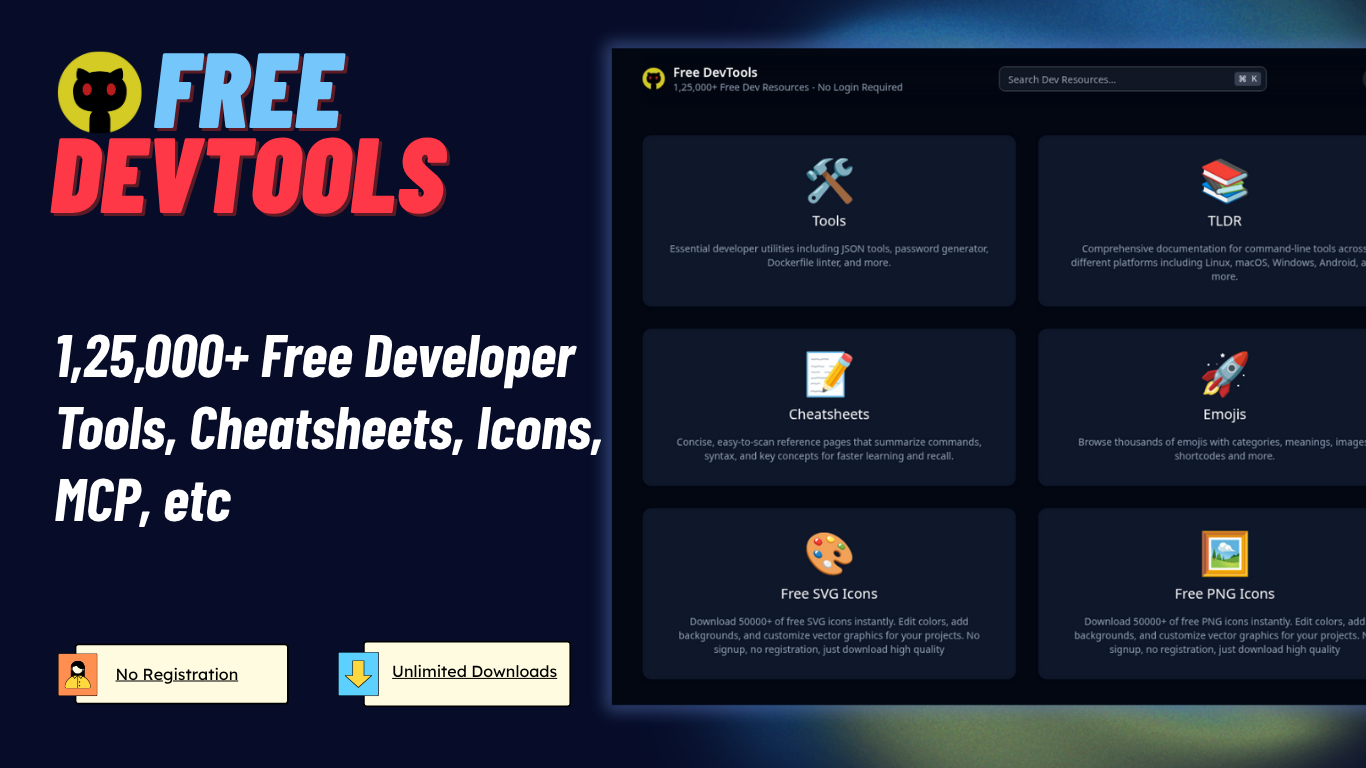 FREE
DEVTOOLS
1,25,000+ Free Developer
Tools, Cheatsheets, Icons,
MCP, etc
No Registration
Unlimited Downloads
Free DevTools
1,25,000+ Free Dev Resources - No Login Required
Search Dev Resources...
⌘ K
Tools
Essential developer utilities including JSON tools, password generator,
Dockerfile linter, and more.
TLDR
Comprehensive documentation for command-line tools across
different platforms including Linux, macOS, Windows, Android,
more.
Cheatsheets
Concise, easy-to-scan reference pages that summarize commands,
syntax, and key concepts for faster learning and recall.
Emojis
Browse thousands of emojis with categories, meanings, images
shortcodes and more.
Free SVG Icons
Download 50000+ of free SVG icons instantly. Edit colors, add
backgrounds, and customize vector graphics for your projects. No
signup, no registration, just download high quality
Free PNG Icons
Download 50000+ of free PNG icons instantly. Edit colors, add
backgrounds, and customize vector graphics for your projects.
signup, no registration, just download high quality